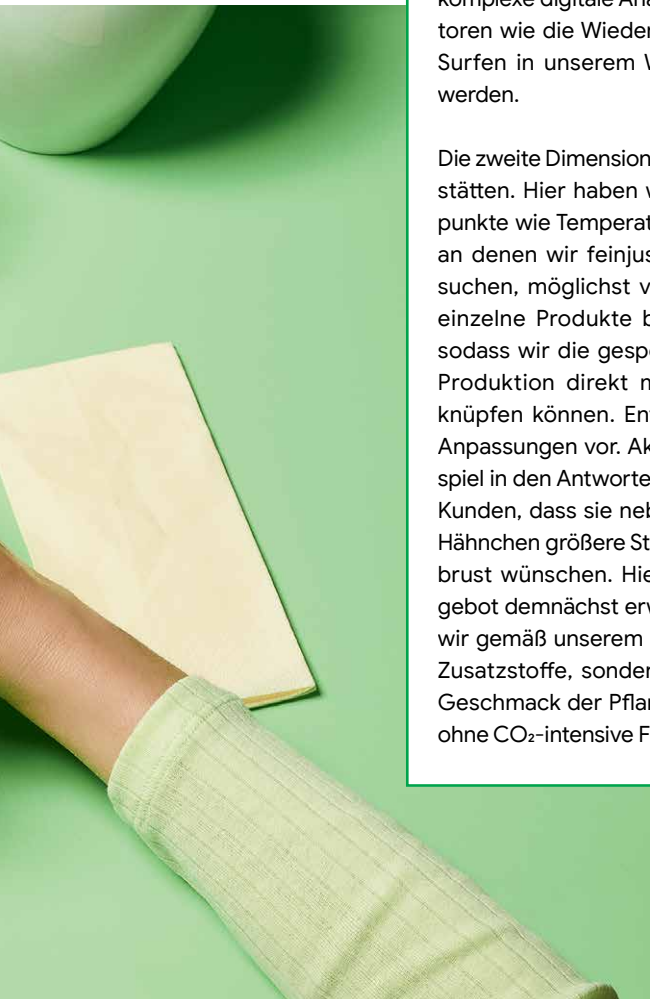 komplexe digitale Ana
toren wie die Wieder
Surfen in unserem W
werden.
Die zweite Dimension
stätten. Hier haben w
punkte wie Temperat
an denen wir feinjus
suchen, möglichst v
einzelne Produkte b
sodass wir die gesp
Produktion direkt m
knüpfen können. En
Anpassungen vor. Ak
spiel in den Antworte
Kunden, dass sie neb
Hähnchen größere St
brust wünschen. Hie
gebot demnächst erw
wir gemäß unserem
Zusatzstoffe, sonder
Geschmack der Pflan
ohne CO₂-intensive F